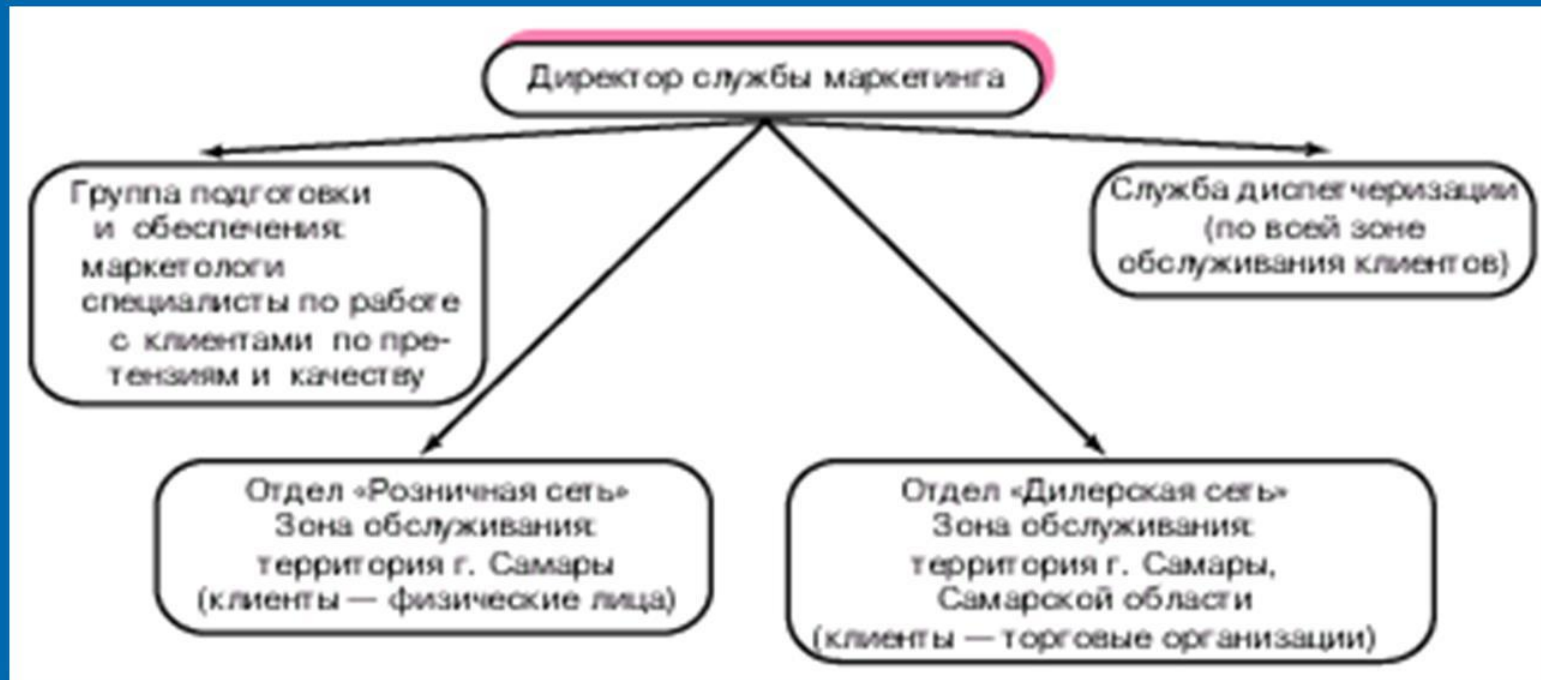 Директор службы маркетинга
Группа подготовки
и обеспечения:
маркетологи
специалисты по работе
с клиентами по пре-
тензиям и качеству
Служба диспетчеризации
(по всей зоне
обслуживания клиентов)
Отдел «Розничная сеть»
Зона обслуживания:
территория г. Самары
(клиенты — физические лица)
Отдел «Дилерская сеть»
Зона обслуживания:
территория г. Самары,
Самарской области
(клиенты — торговые организации)